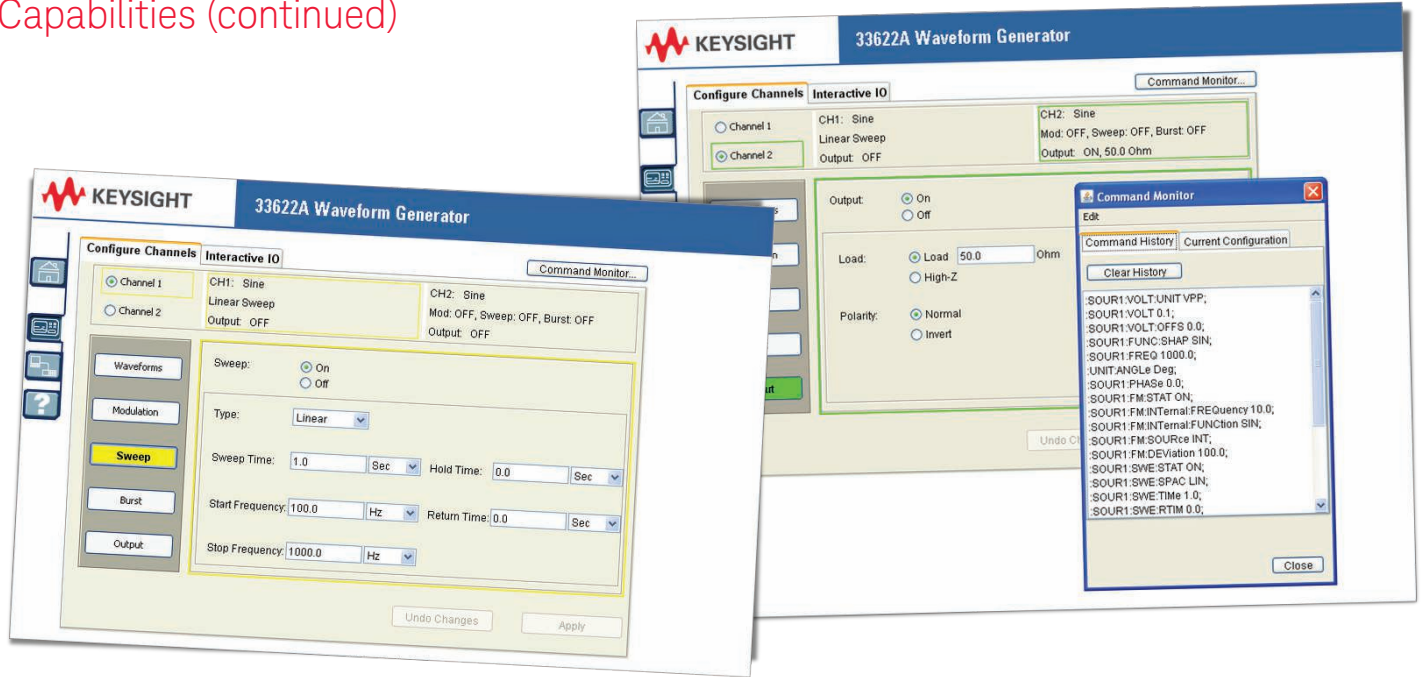 Capabilities (continued)
KEYSIGHT
33622A Waveform Generator
Configure Channels Interactive IO
Command Monitor...
Channel 1
Channel 2
CH1: Sine
Linear Sweep
Output: OFF
CH2: Sine
Mod: OFF, Sweep: OFF, Burst: OFF
Output: OFF
Waveforms
Modulation
Sweep
Burst
Output
Sweep:
On
Off
Type: Linear
Sweep Time: 1.0 Sec Hold Time: 0.0 Sec
Start Frequency: 100.0 Hz Return Time: 0.0 Sec
Stop Frequency: 1000.0 Hz
Undo Changes Apply
KEYSIGHT
33622A Waveform Generator
Configure Channels Interactive IO
Command Monitor...
Channel 1
Channel 2
CH1: Sine
Linear Sweep
Output: OFF
CH2: Sine
Mod: OFF, Sweep: OFF, Burst: OFF
Output: ON, 50.0 Ohm
Output:
On
Off
Load: Load 50.0 Ohm
High-Z
Polarity: Normal
Invert
Undo
Command Monitor
Edit
Command History Current Configuration
Clear History
:SOUR1:VOLT:UNIT VPP;
:SOUR1:VOLT 0.1;
:SOUR1:VOLT:OFFS 0.0;
:SOUR1:FUNC:SHAP SIN;
:SOUR1:FREQ 1000.0;
:UNIT:ANGLe Deg;
:SOUR1:PHASe 0.0;
:SOUR1:FM:STAT ON;
:SOUR1:FM:INTernal:FREQuency 10.0;
:SOUR1:FM:INTernal:FUNCtion SIN;
:SOUR1:FM:SOURce INT;
:SOUR1:FM:DEViation 100.0;
:SOUR1:SWE:STAT ON;
:SOUR1:SWE:SPAC LIN;
:SOUR1:SWE:TIMe 1.0;
:SOUR1:SWE:RTIM 0.0;
Close